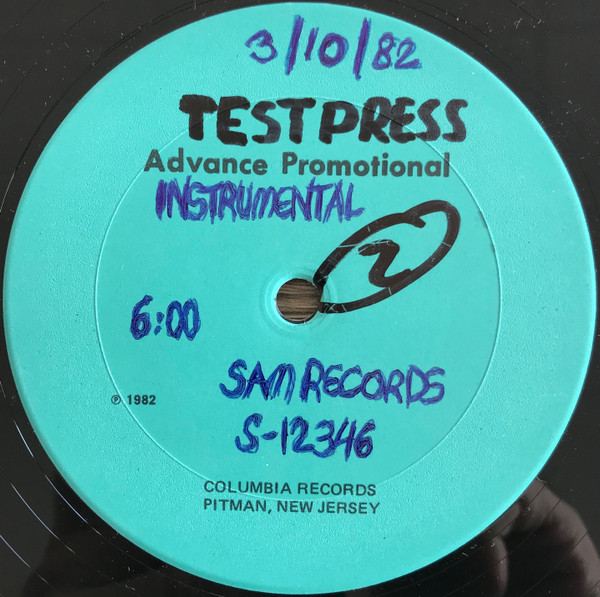 3/10/82
TEST PRESS
Advance Promotional
INSTRUMENTAL
2
6:00
SAM RECORDS
℗ 1982
S-12346
COLUMBIA RECORDS
PITMAN, NEW JERSEY